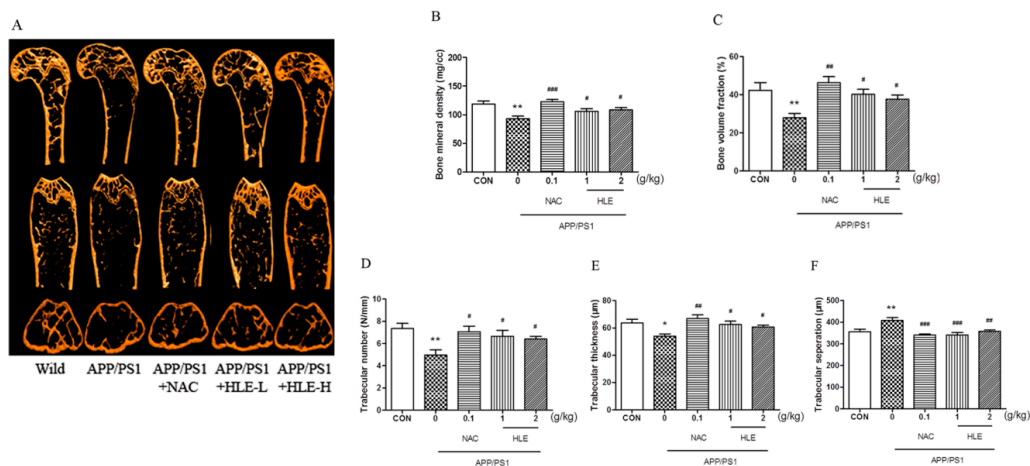 A
Wild APP/PS1 APP/PS1 APP/PS1 APP/PS1
+NAC +HLE-L +HLE-H
B
Bone mineral density (mg/cc)
200
150
100
50
0
**
###
#
#
CON 0 0.1 1 2 (g/kg)
NAC HLE
APP/PS1
C
Bone volume fraction (%)
60
40
20
0
**
##
#
#
CON 0 0.1 1 2 (g/kg)
NAC HLE
APP/PS1
D
Trabecular number (N/mm)
10
8
6
4
2
0
**
#
#
#
CON 0 0.1 1 2 (g/kg)
NAC HLE
APP/PS1
E
Trabecular thickness (µm)
100
80
60
40
20
0
*
##
#
#
CON 0 0.1 1 2 (g/kg)
NAC HLE
APP/PS1
F
Trabecular seperation (µm)
500
400
300
200
100
0
**
###
###
##
CON 0 0.1 1 2 (g/kg)
NAC HLE
APP/PS1